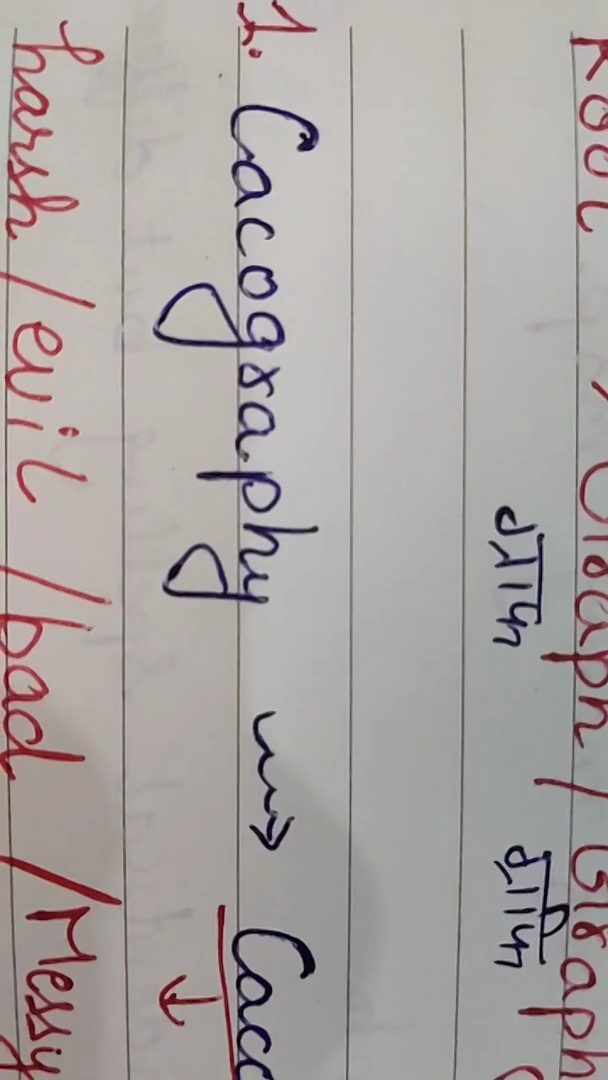 Root Graph / Graph
1. Cacography → Caco
↓
harsh / evil / bad / Messy